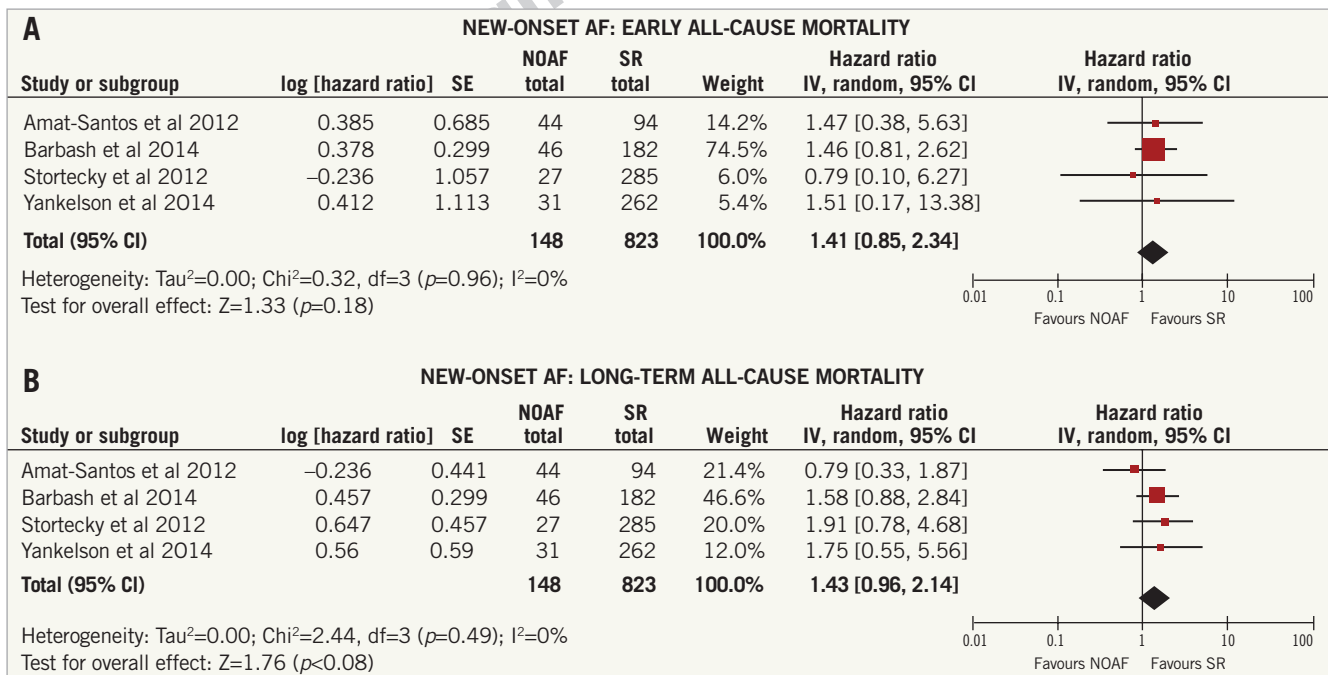 A
NEW-ONSET AF: EARLY ALL-CAUSE MORTALITY
NOAF SR Hazard ratio Hazard ratio
Study or subgroup log [hazard ratio] SE total total Weight IV, random, 95% CI IV, random, 95% CI
Amat-Santos et al 2012 0.385 0.685 44 94 14.2% 1.47 [0.38, 5.63]
Barbash et al 2014 0.378 0.299 46 182 74.5% 1.46 [0.81, 2.62]
Stortecky et al 2012 –0.236 1.057 27 285 6.0% 0.79 [0.10, 6.27]
Yankelson et al 2014 0.412 1.113 31 262 5.4% 1.51 [0.17, 13.38]
Total (95% CI) 148 823 100.0% 1.41 [0.85, 2.34]
Heterogeneity: Tau²=0.00; Chi²=0.32, df=3 (p=0.96); I²=0%
Test for overall effect: Z=1.33 (p=0.18)
0.01 0.1 1 10 100
Favours NOAF Favours SR
B
NEW-ONSET AF: LONG-TERM ALL-CAUSE MORTALITY
NOAF SR Hazard ratio Hazard ratio
Study or subgroup log [hazard ratio] SE total total Weight IV, random, 95% CI IV, random, 95% CI
Amat-Santos et al 2012 –0.236 0.441 44 94 21.4% 0.79 [0.33, 1.87]
Barbash et al 2014 0.457 0.299 46 182 46.6% 1.58 [0.88, 2.84]
Stortecky et al 2012 0.647 0.457 27 285 20.0% 1.91 [0.78, 4.68]
Yankelson et al 2014 0.56 0.59 31 262 12.0% 1.75 [0.55, 5.56]
Total (95% CI) 148 823 100.0% 1.43 [0.96, 2.14]
Heterogeneity: Tau²=0.00; Chi²=2.44, df=3 (p=0.49); I²=0%
Test for overall effect: Z=1.76 (p<0.08)
0.01 0.1 1 10 100
Favours NOAF Favours SR